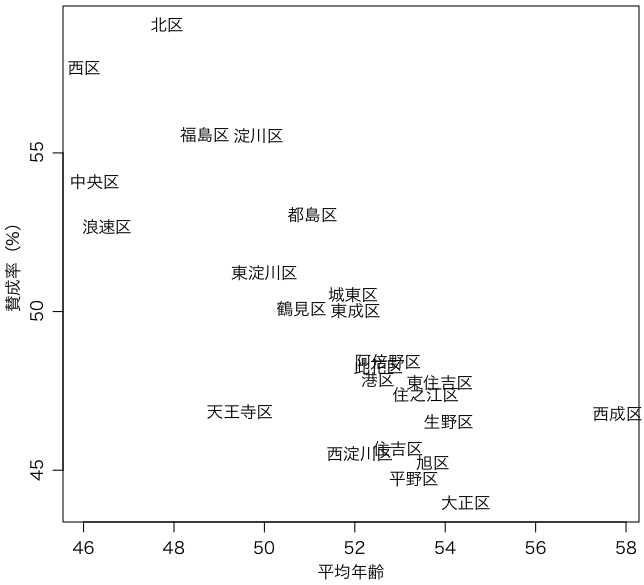 北区
西区
福島区 淀川区
55
中央区
都島区
浪速区
賛成率 (%)
東淀川区
城東区
鶴見区 東成区
50
阿倍野区
此花区
港区 東住吉区
住之江区
天王寺区
西成区
生野区
住吉区
西淀川区
旭区
45
平野区
大正区
46 48 50 52 54 56 58
平均年齢